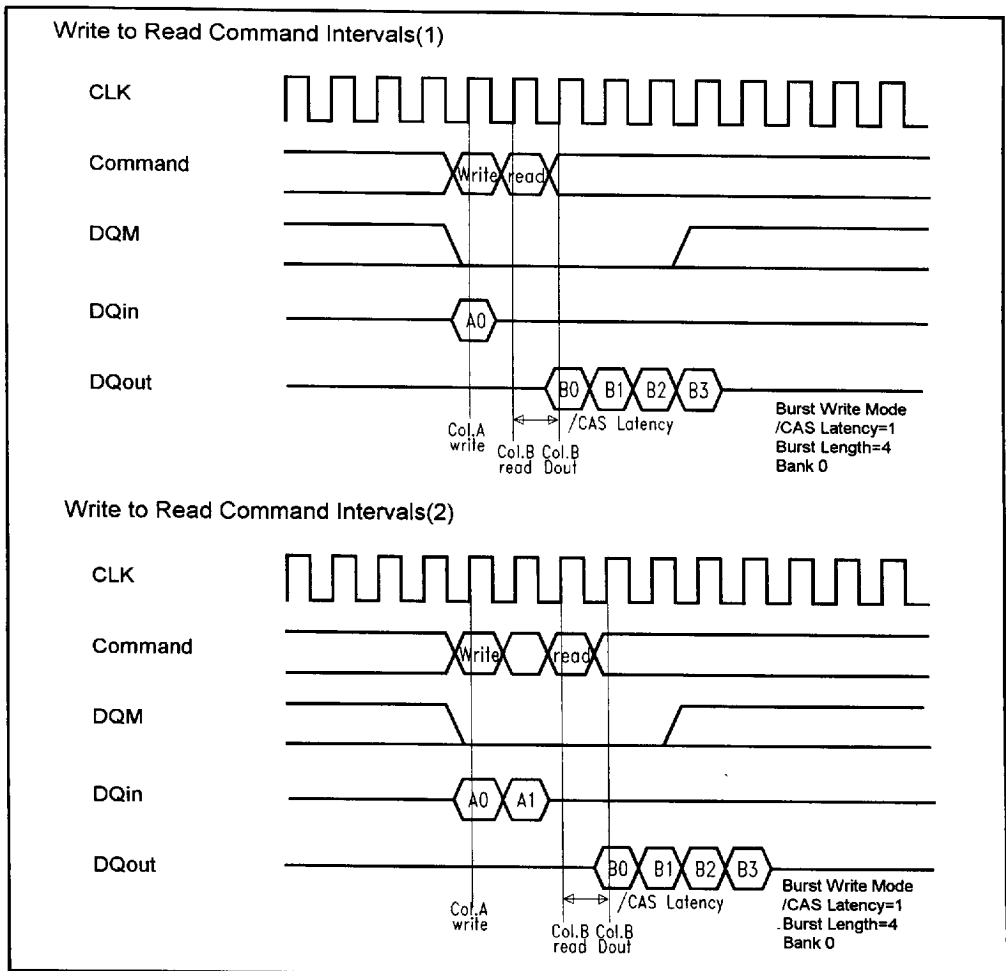 Write to Read Command Intervals(1)
CLK
Command
Write
read
DQM
DQin
A0
DQout
B0
B1
B2
B3
/CAS Latency
Col.A
write
Col.B
read
Col.B
Dout
Burst Write Mode
/CAS Latency=1
Burst Length=4
Bank 0
Write to Read Command Intervals(2)
CLK
Command
Write
read
DQM
DQin
A0
A1
DQout
B0
B1
B2
B3
/CAS Latency
Col.A
write
Col.B
read
Col.B
Dout
Burst Write Mode
/CAS Latency=1
Burst Length=4
Bank 0